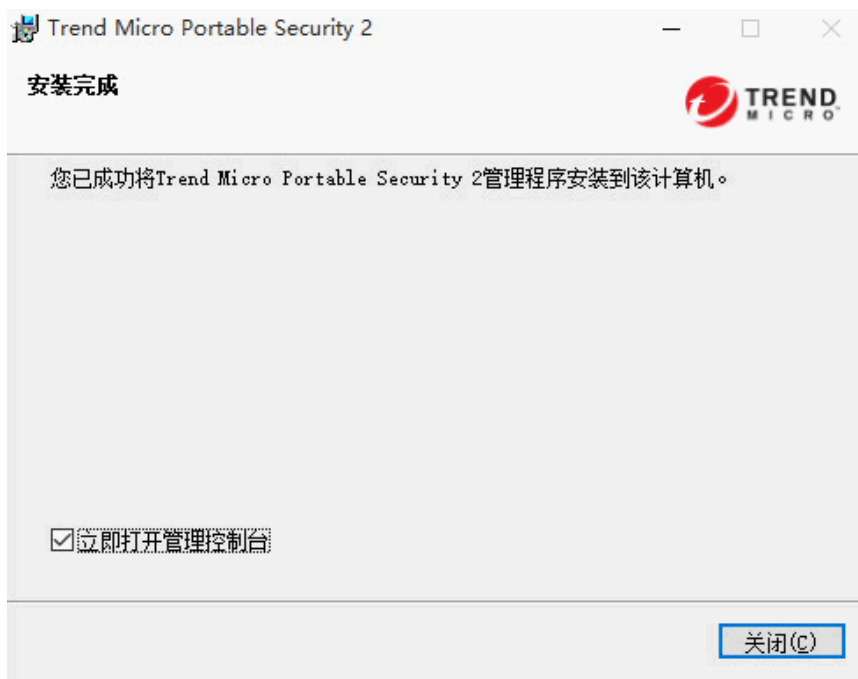 Trend Micro Portable Security 2
安装完成
TREND
MICRO
您已成功将Trend Micro Portable Security 2管理程序安装到该计算机。
立即打开管理控制台
关闭(C)